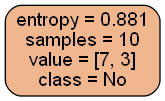 entropy = 0.881
samples = 10
value = [7, 3]
class = No